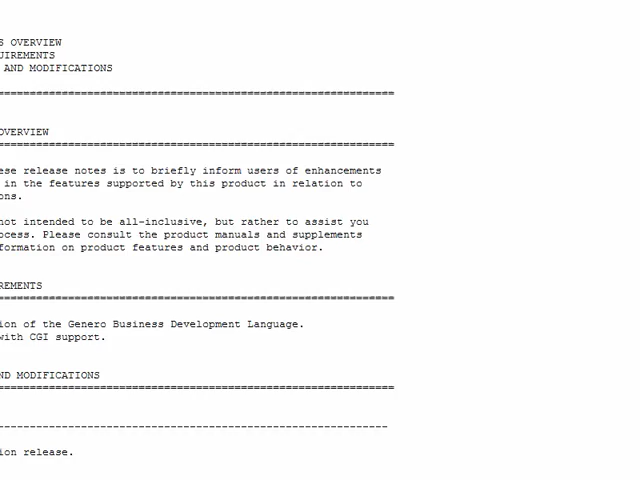 S OVERVIEW
UIREMENTS
AND MODIFICATIONS
==============================================================
OVERVIEW
==============================================================
ese release notes is to briefly inform users of enhancements
in the features supported by this product in relation to
ons.
not intended to be all-inclusive, but rather to assist you
ocess. Please consult the product manuals and supplements
formation on product features and product behavior.
REMENTS
==============================================================
ion of the Genero Business Development Language.
with CGI support.
ND MODIFICATIONS
==============================================================
-------------------------------------------------------------
ion release.